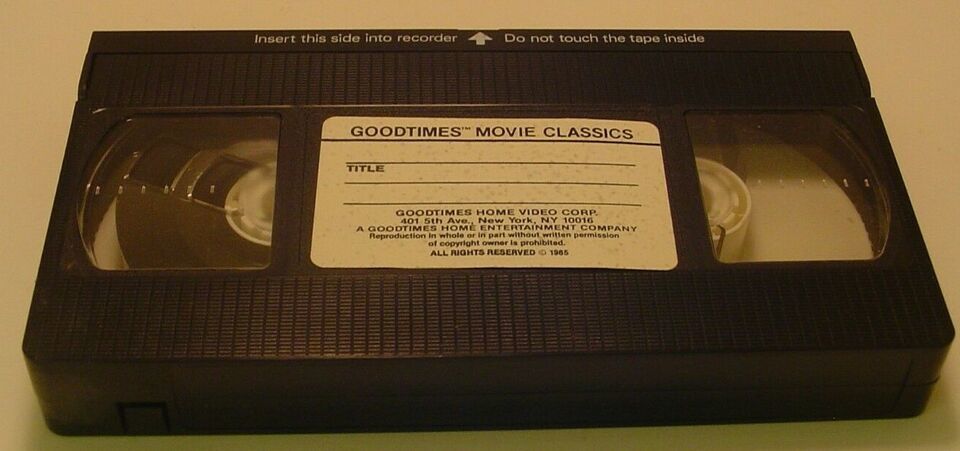 Insert this side into recorder ⬆ Do not touch the tape inside
GOODTIMES™ MOVIE CLASSICS
TITLE
GOODTIMES HOME VIDEO CORP.
401 5th Ave., New York, NY 10016
A GOODTIMES HOME ENTERTAINMENT COMPANY
Reproduction in whole or in part without written permission
of copyright owner is prohibited.
ALL RIGHTS RESERVED © 1985